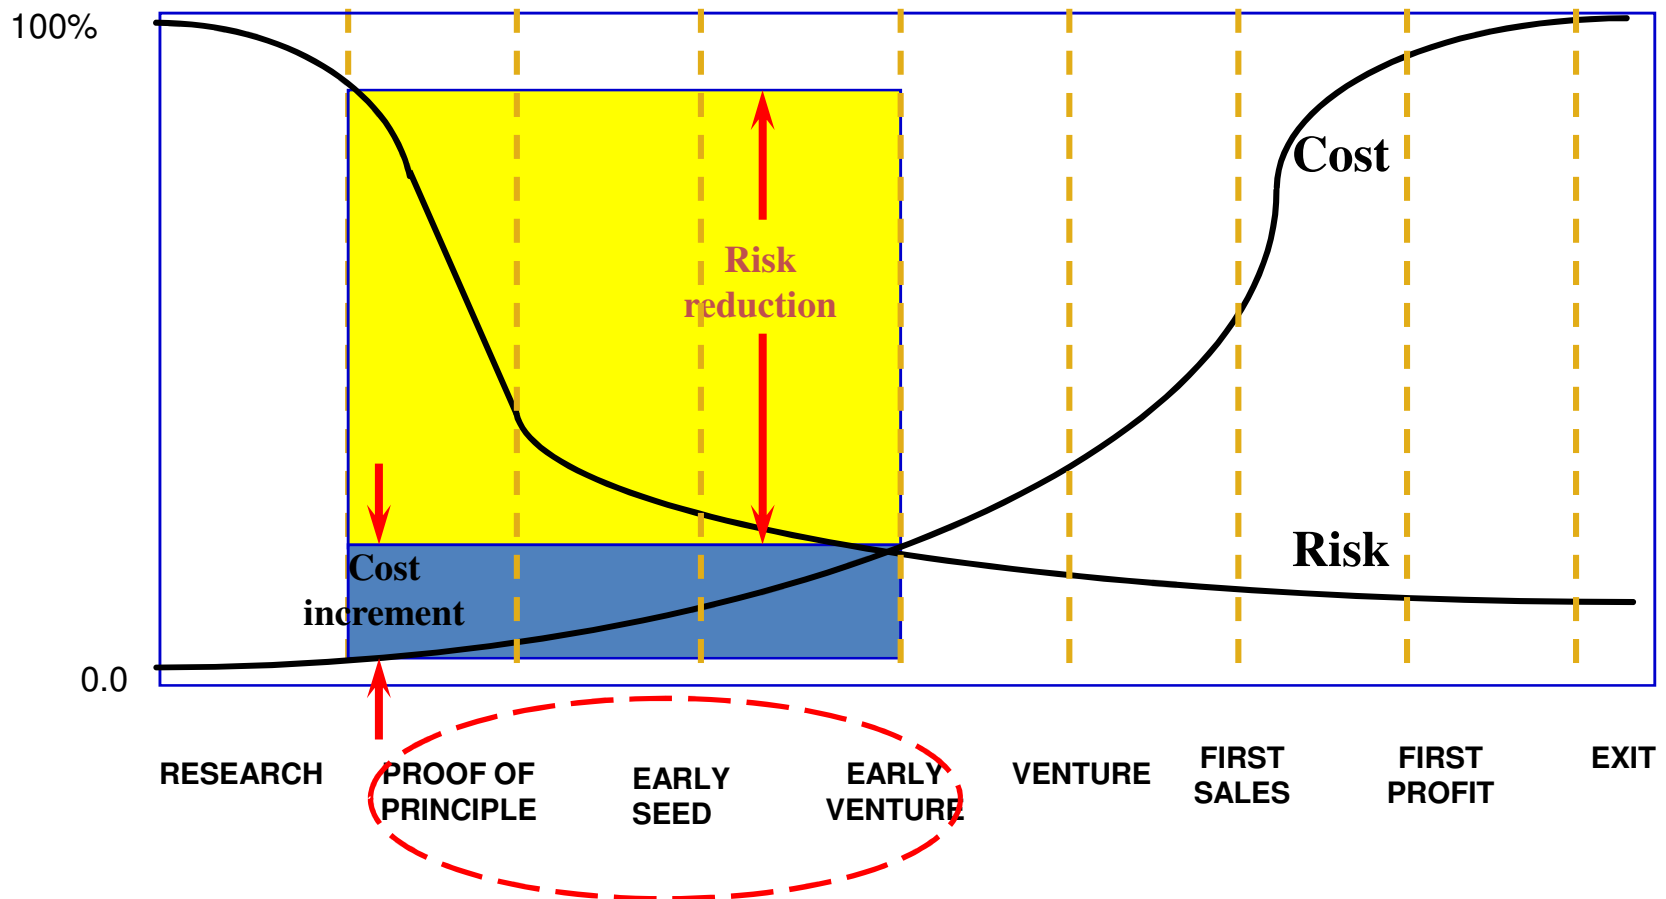 100%
Cost
Risk
reduction
Risk
Cost
increment
0.0
RESEARCH
PROOF OF
PRINCIPLE
EARLY
SEED
EARLY
VENTURE
VENTURE
FIRST
SALES
FIRST
PROFIT
EXIT